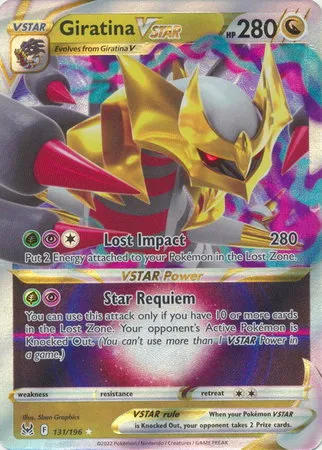 VSTAR
Giratina VSTAR
HP 280
Evolves from Giratina V
Lost Impact 280
Put 2 Energy attached to your Pokémon in the Lost Zone.
VSTAR Power
Star Requiem
You can use this attack only if you have 10 or more cards
in the Lost Zone. Your opponent's Active Pokémon is
Knocked Out. (You can't use more than 1 VSTAR Power in
a game.)
weakness resistance retreat
Illus. 5ban Graphics
VSTAR rule When your Pokémon VSTAR
is Knocked Out, your opponent takes 2 Prize cards.
F 131/196
©2022 Pokémon / Nintendo / Creatures / GAME FREAK